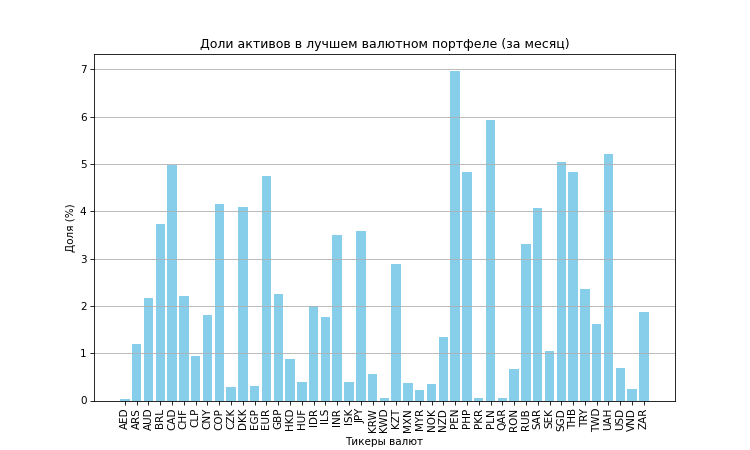 Доли активов в лучшем валютном портфеле (за месяц)
Доля (%)
7
6
5
4
3
2
1
0
AED ARS AUD BRL CAD CHF CLP CNY COP CZK DKK EGP EUR GBP HKD HUF IDR ILS INR ISK JPY KRW KWD KZT MXN MYR NOK NZD PEN PHP PKR PLN QAR RON RUB SAR SEK SGD THB TRY TWD UAH USD VND ZAR
Тикеры валют